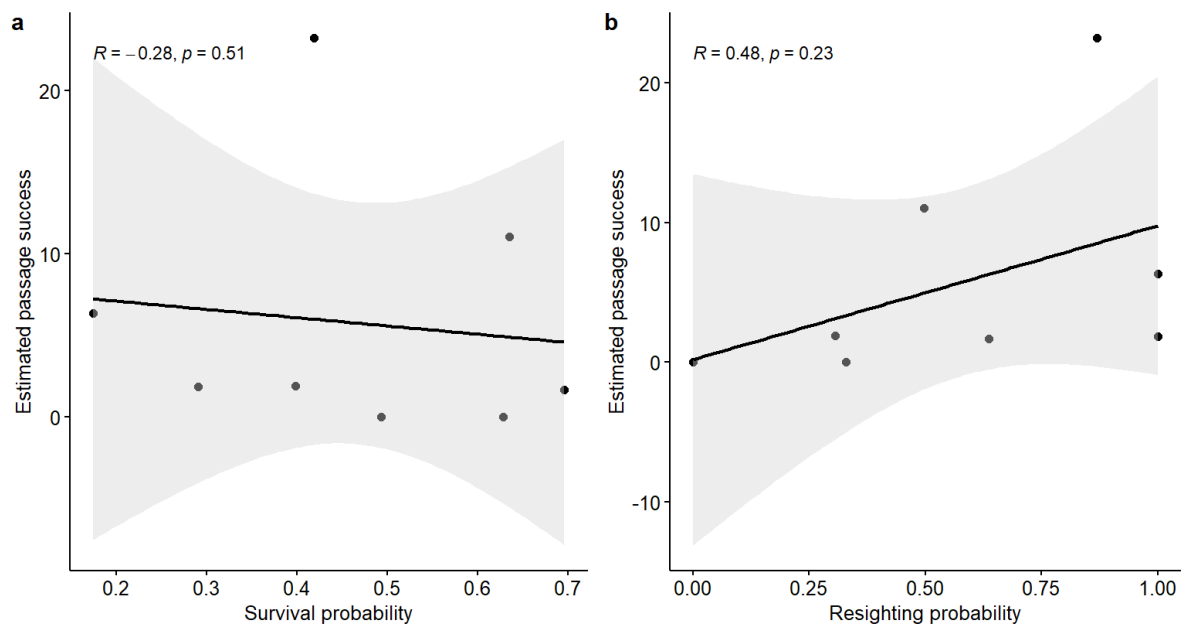 a
R = −0.28, p = 0.51
20
10
0
Estimated passage success
0.2 0.3 0.4 0.5 0.6 0.7
Survival probability
b
R = 0.48, p = 0.23
20
10
0
-10
Estimated passage success
0.00 0.25 0.50 0.75 1.00
Resighting probability